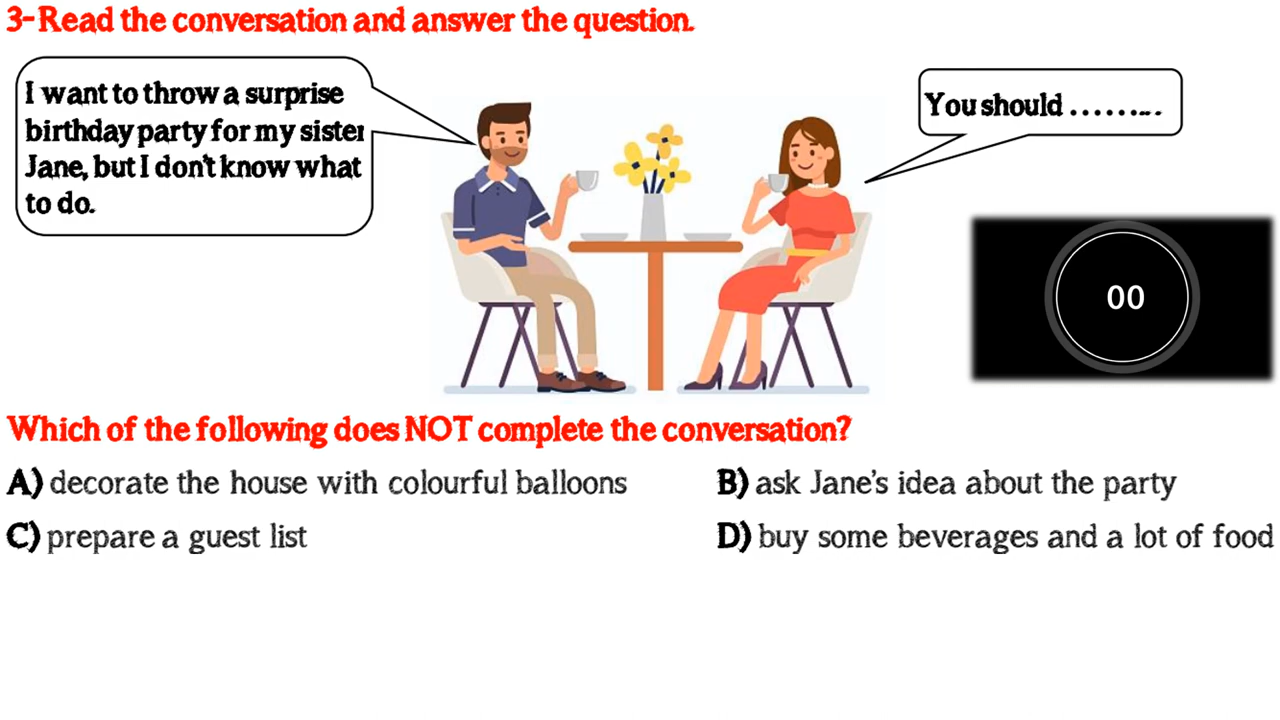 3-Read the conversation and answer the question.
I want to throw a surprise
birthday party for my sister
Jane, but I don't know what
to do.
You should .........
00
Which of the following does NOT complete the conversation?
A) decorate the house with colourful balloons
B) ask Jane's idea about the party
C) prepare a guest list
D) buy some beverages and a lot of food